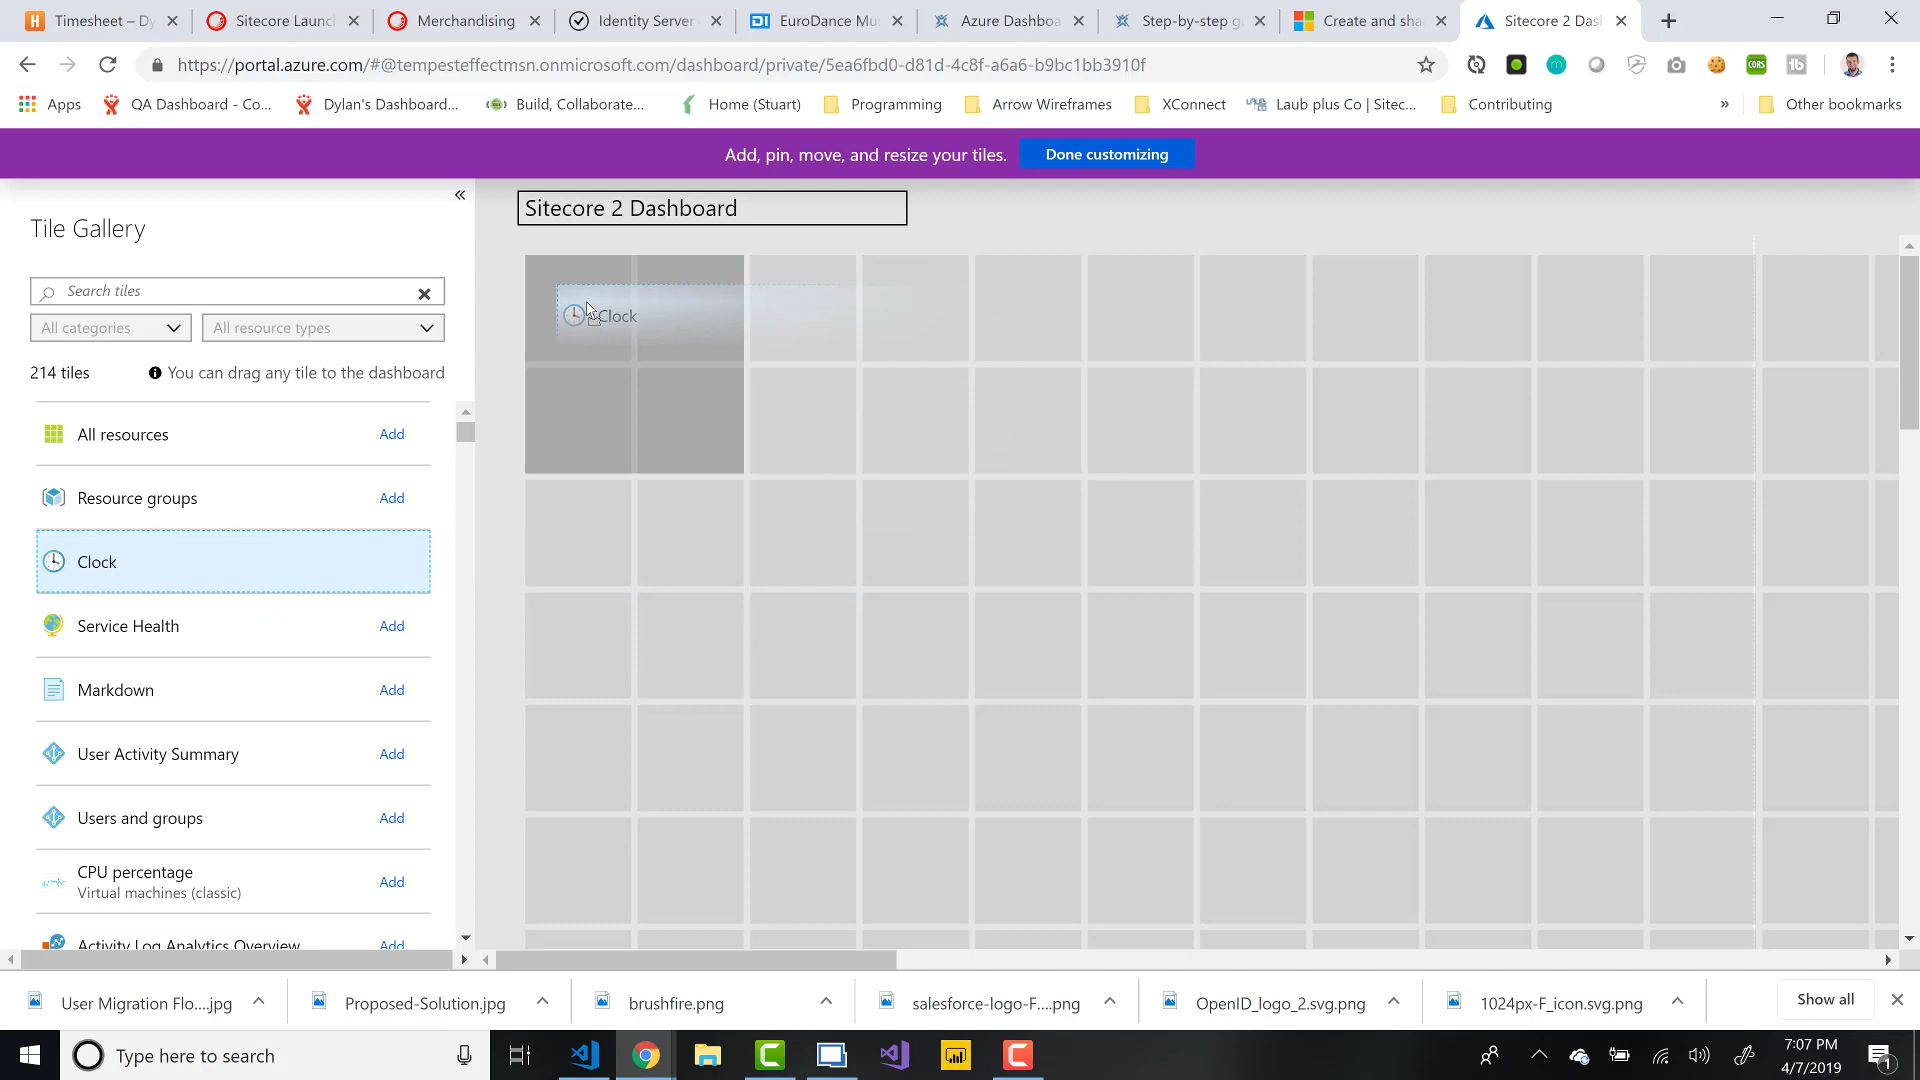 Timesheet – Dy
Sitecore Launc
Merchandising
Identity Server
EuroDance Mu
Azure Dashboa
Step-by-step g
Create and sha
Sitecore 2 Dash
https://portal.azure.com/#@tempesteffectmsn.onmicrosoft.com/dashboard/private/5ea6fbd0-d81d-4c8f-a6a6-b9bc1bb3910f
CORS
tb
Apps
QA Dashboard - Co...
Dylan's Dashboard...
Build, Collaborate...
Home (Stuart)
Programming
Arrow Wireframes
XConnect
Laub plus Co | Sitec...
Contributing
»
Other bookmarks
Add, pin, move, and resize your tiles.
Done customizing
Tile Gallery
Sitecore 2 Dashboard
Search tiles
All categories
All resource types
214 tiles
You can drag any tile to the dashboard
Clock
All resources
Add
Resource groups
Add
Clock
Service Health
Add
Markdown
Add
User Activity Summary
Add
Users and groups
Add
CPU percentage
Virtual machines (classic)
Add
Activity Log Analytics Overview
Add
User Migration Flo....jpg
Proposed-Solution.jpg
brushfire.png
salesforce-logo-F....png
OpenID_logo_2.svg.png
1024px-F_icon.svg.png
Show all
Type here to search
7:07 PM
4/7/2019
1